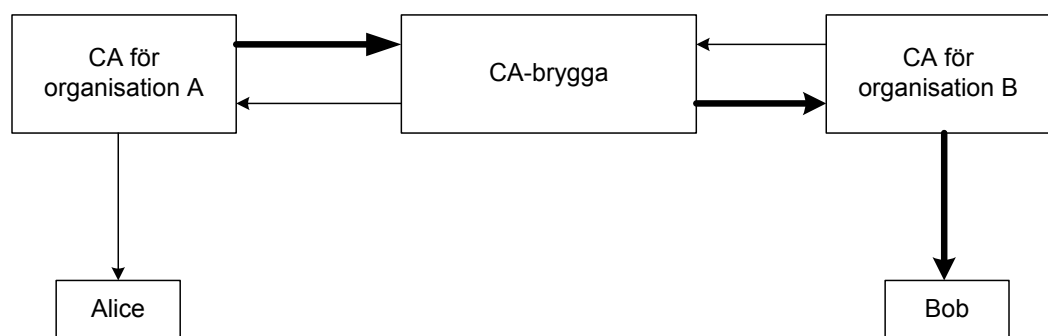 CA för
organisation A
CA-brygga
CA för
organisation B
Alice
Bob